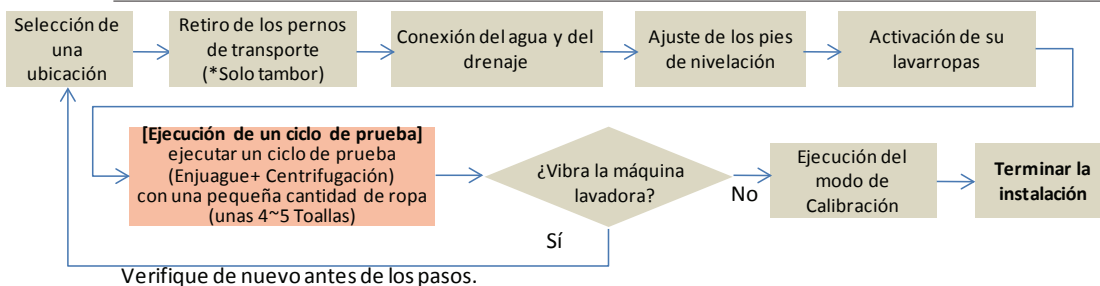 Selección de
una
ubicación
Retiro de los pernos
de transporte
(*Solo tambor)
Conexión del agua y del
drenaje
Ajuste de los pies
de nivelación
Activación de su
lavarropas
[Ejecución de un ciclo de prueba]
ejecutar un ciclo de prueba
(Enjuague+ Centrifugación)
con una pequeña cantidad de ropa
(unas 4~5 Toallas)
¿Vibra la máquina
lavadora?
No
Ejecución del
modo de
Calibración
Terminar la
instalación
Sí
Verifique de nuevo antes de los pasos.